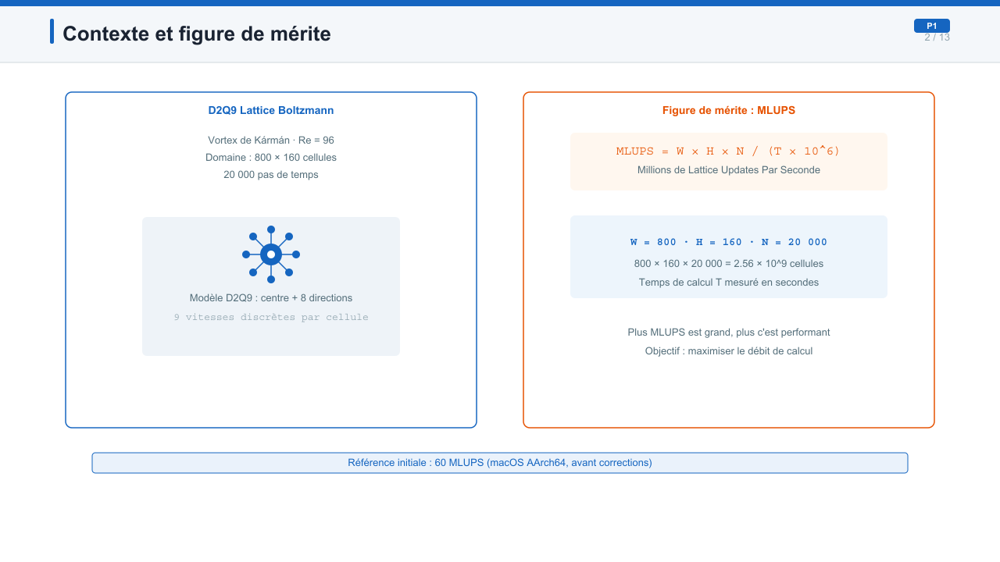 Contexte et figure de mérite
P1
2 / 13
D2Q9 Lattice Boltzmann
Vortex de Kármán · Re = 96
Domaine : 800 × 160 cellules
20 000 pas de temps
Modèle D2Q9 : centre + 8 directions
9 vitesses discrètes par cellule
Figure de mérite : MLUPS
MLUPS = W × H × N / (T × 10^6)
Millions de Lattice Updates Par Seconde
W = 800 · H = 160 · N = 20 000
800 × 160 × 20 000 = 2.56 × 10^9 cellules
Temps de calcul T mesuré en secondes
Plus MLUPS est grand, plus c'est performant
Objectif : maximiser le débit de calcul
Référence initiale : 60 MLUPS (macOS AArch64, avant corrections)